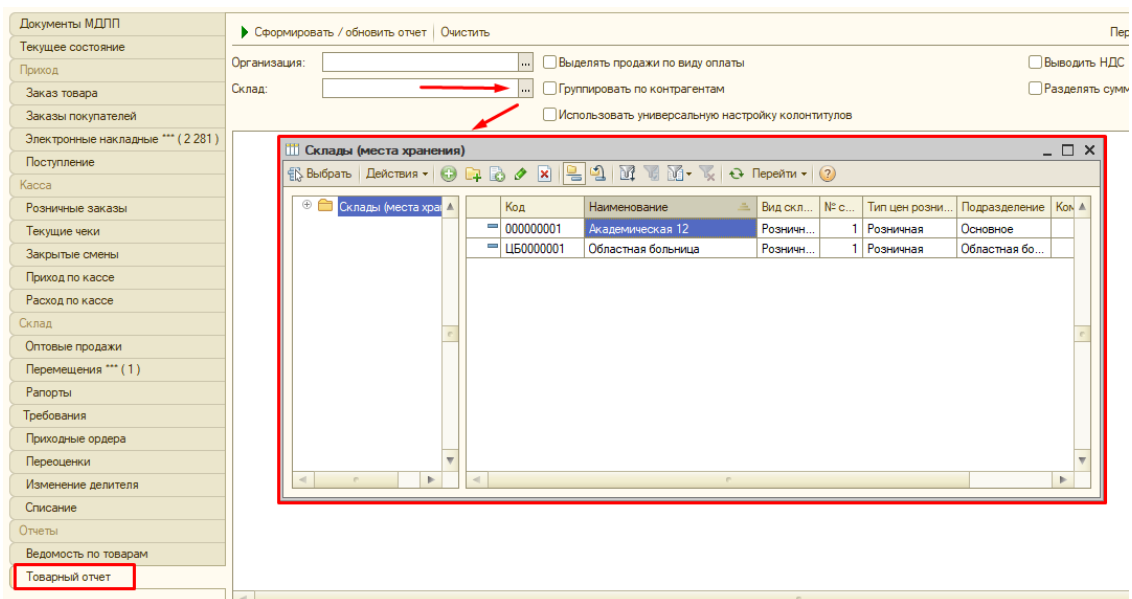 Документы МДЛП
Текущее состояние
Приход
Заказ товара
Заказы покупателей
Электронные накладные *** ( 2 281 )
Поступление
Касса
Розничные заказы
Текущие чеки
Закрытые смены
Приход по кассе
Расход по кассе
Склад
Оптовые продажи
Перемещения *** ( 1 )
Рапорты
Требования
Приходные ордера
Переоценки
Изменение делителя
Списание
Отчеты
Ведомость по товарам
Товарный отчет
Сформировать / обновить отчет Очистить Пер
Организация: ... Выделять продажи по виду оплаты Выводить НДС
Склад: ... Группировать по контрагентам Разделять сумм
Использовать универсальную настройку колонтитулов
Склады (места хранения)
Выбрать Действия Перейти
Склады (места хра
Код Наименование Вид скл... № с... Тип цен розни... Подразделение Ком
000000001 Академическая 12 Розничн... 1 Розничная Основное
ЦБ0000001 Областная больница Розничн... 1 Розничная Областная бо...